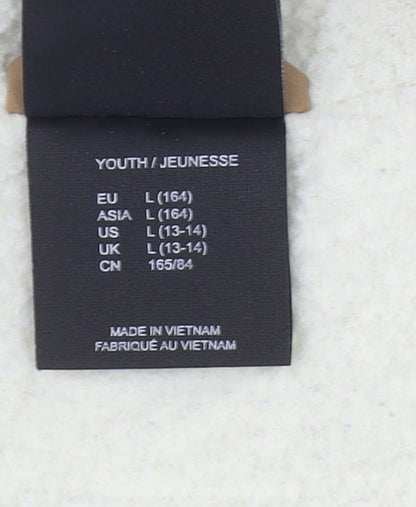 YOUTH / JEUNESSE
EU L (164)
ASIA L (164)
US L (13-14)
UK L (13-14)
CN 165/84
MADE IN VIETNAM
FABRIQUÉ AU VIETNAM